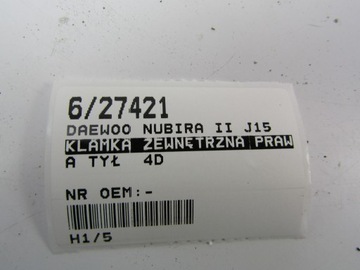 6/27421
DAEWOO NUBIRA II J15
KLAMKA ZEWNĘTRZNA PRAW
A TYŁ 4D
NR OEM:-
H1/5